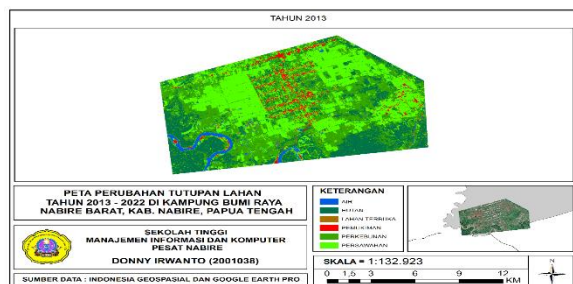 TAHUN 2013
PETA PERUBAHAN TUTUPAN LAHAN
TAHUN 2013 - 2022 DI KAMPUNG BUMI RAYA
NABIRE BARAT, KAB. NABIRE, PAPUA TENGAH
SEKOLAH TINGGI
MANAJEMEN INFORMASI DAN KOMPUTER
PESAT NABIRE
DONNY IRWANTO (2001038)
SUMBER DATA : INDONESIA GEOSPASIAL DAN GOOGLE EARTH PRO
KETERANGAN
AIR
HUTAN
LAHAN TERBUKA
PEMUKIMAN
PERKEBUNAN
PERSAWAHAN
SKALA = 1:132.923
0 1,5 3 6 9 12
KM
N